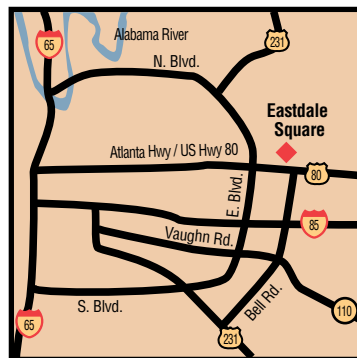 Alabama River
65
231
N. Blvd.
Eastdale
Square
Atlanta Hwy / US Hwy 80
80
E. Blvd.
85
Vaughn Rd.
Bell Rd.
S. Blvd.
110
65
231